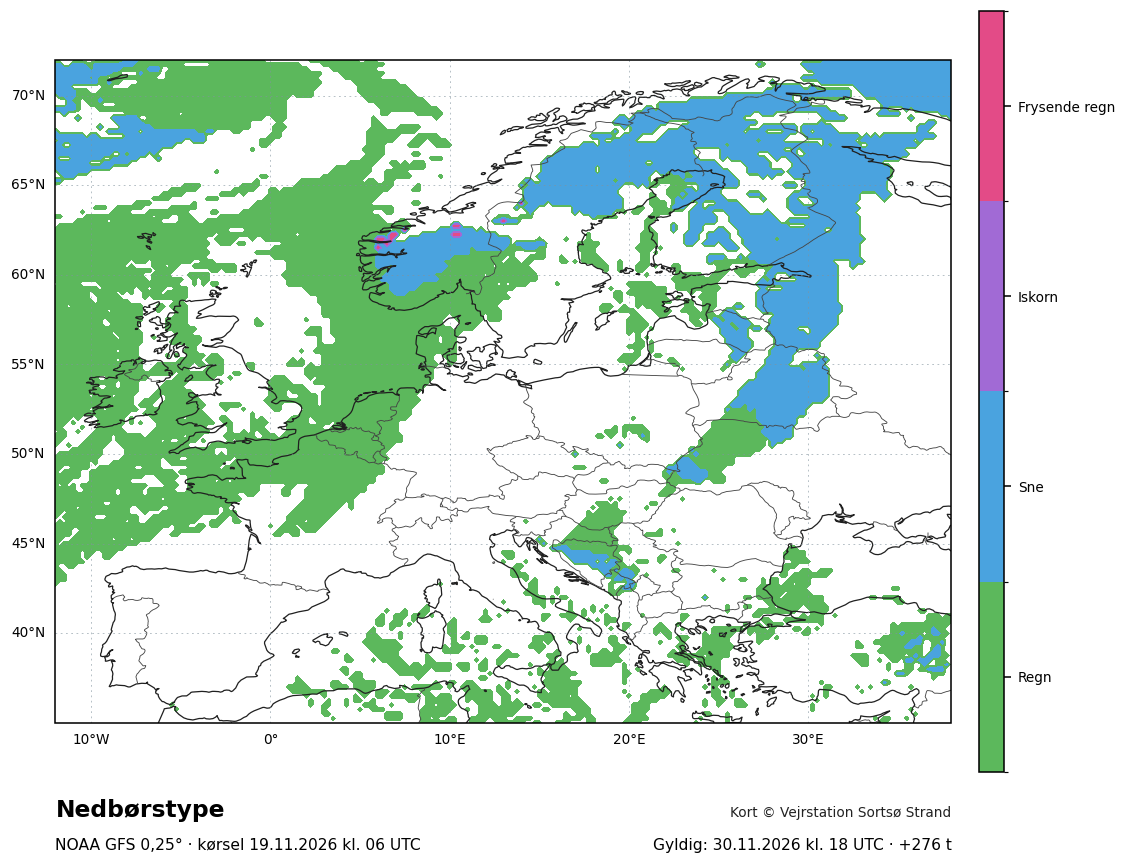 Frysende regn
Iskorn
Sne
Regn
70°N
65°N
60°N
55°N
50°N
45°N
40°N
10°W
0°
10°E
20°E
30°E
Nedbørstype
Kort © Vejrstation Sortsø Strand
NOAA GFS 0,25° · kørsel 19.11.2026 kl. 06 UTC
Gyldig: 30.11.2026 kl. 18 UTC · +276 t